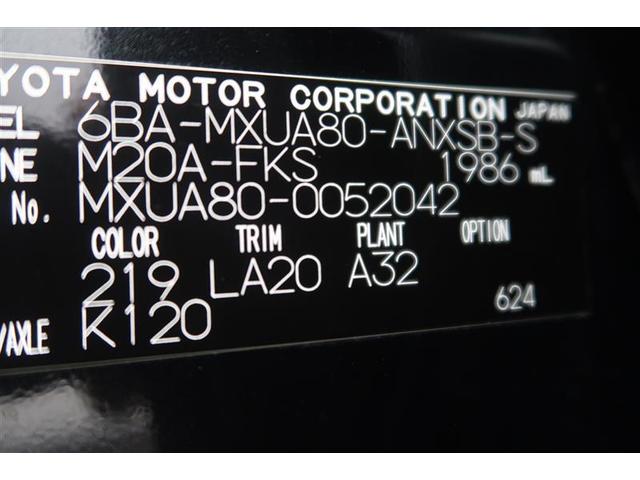 OYOTA MOTOR CORPORATION JAPAN
EL 6BA-MXUA80-ANXSB-S
NE M20A-FKS 1986 mL
No. MXUA80-0052042
COLOR TRIM PLANT OPTION
219 LA20 A32
624
/AXLE K120